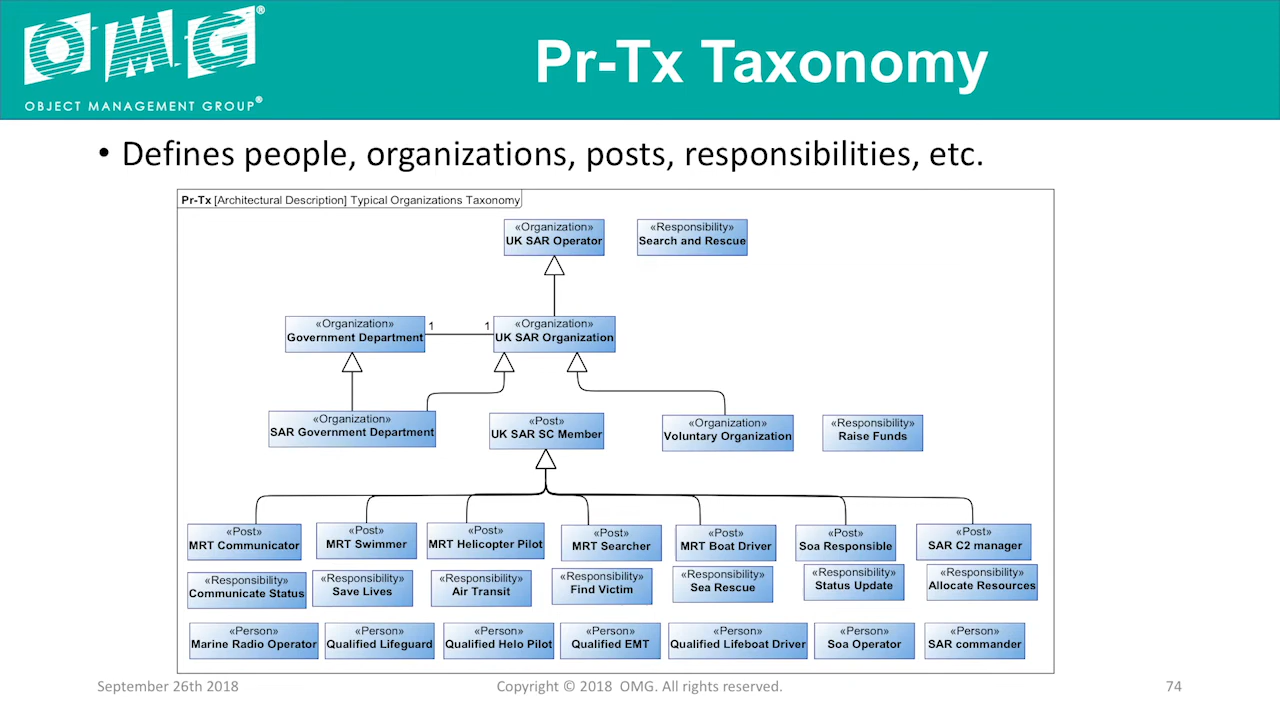 OMG®
OBJECT MANAGEMENT GROUP®
Pr-Tx Taxonomy
• Defines people, organizations, posts, responsibilities, etc.
Pr-Tx [Architectural Description] Typical Organizations Taxonomy
«Organization»
UK SAR Operator
«Responsibility»
Search and Rescue
«Organization»
Government Department
1
1
«Organization»
UK SAR Organization
«Organization»
SAR Government Department
«Post»
UK SAR SC Member
«Organization»
Voluntary Organization
«Responsibility»
Raise Funds
«Post»
MRT Communicator
«Post»
MRT Swimmer
«Post»
MRT Helicopter Pilot
«Post»
MRT Searcher
«Post»
MRT Boat Driver
«Post»
Soa Responsible
«Post»
SAR C2 manager
«Responsibility»
Communicate Status
«Responsibility»
Save Lives
«Responsibility»
Air Transit
«Responsibility»
Find Victim
«Responsibility»
Sea Rescue
«Responsibility»
Status Update
«Responsibility»
Allocate Resources
«Person»
Marine Radio Operator
«Person»
Qualified Lifeguard
«Person»
Qualified Helo Pilot
«Person»
Qualified EMT
«Person»
Qualified Lifeboat Driver
«Person»
Soa Operator
«Person»
SAR commander
September 26th 2018
Copyright © 2018 OMG. All rights reserved.
74